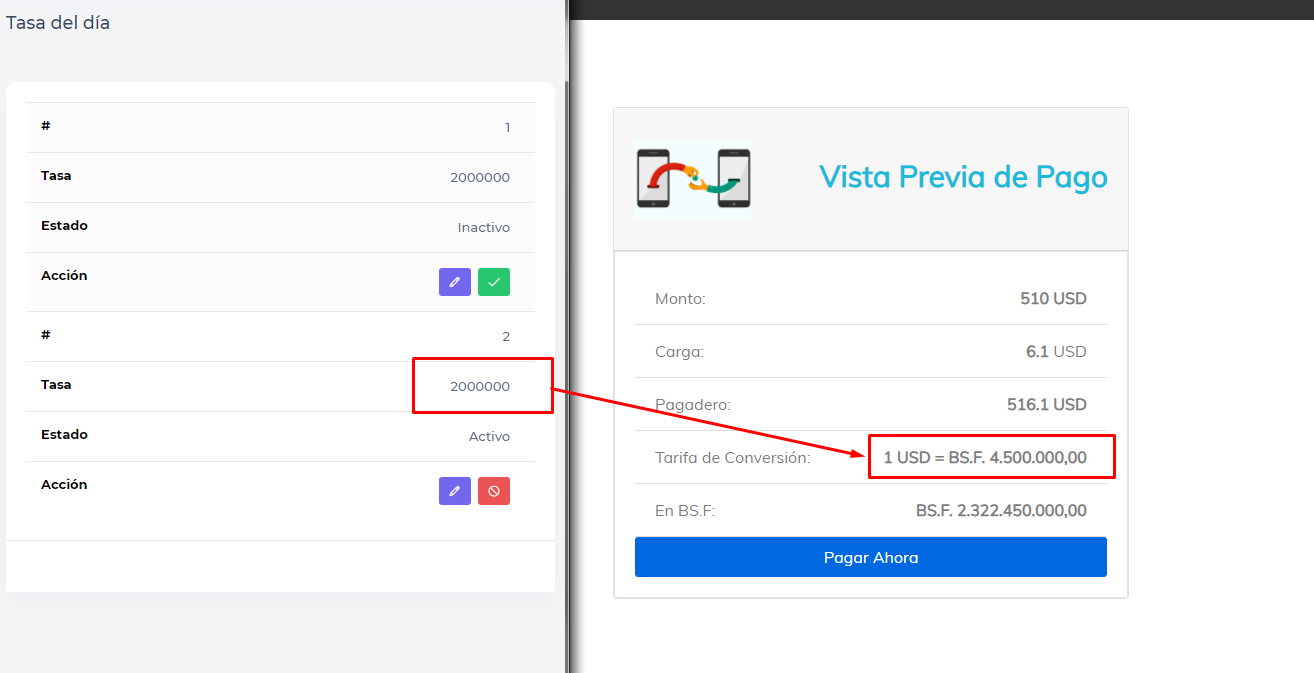 Tasa del día
# 1
Tasa 2000000
Estado Inactivo
Acción
# 2
Tasa 2000000
Estado Activo
Acción
Vista Previa de Pago
Monto: 510 USD
Carga: 6.1 USD
Pagadero: 516.1 USD
Tarifa de Conversión: 1 USD = BS.F. 4.500.000,00
En BS.F: BS.F. 2.322.450.000,00
Pagar Ahora